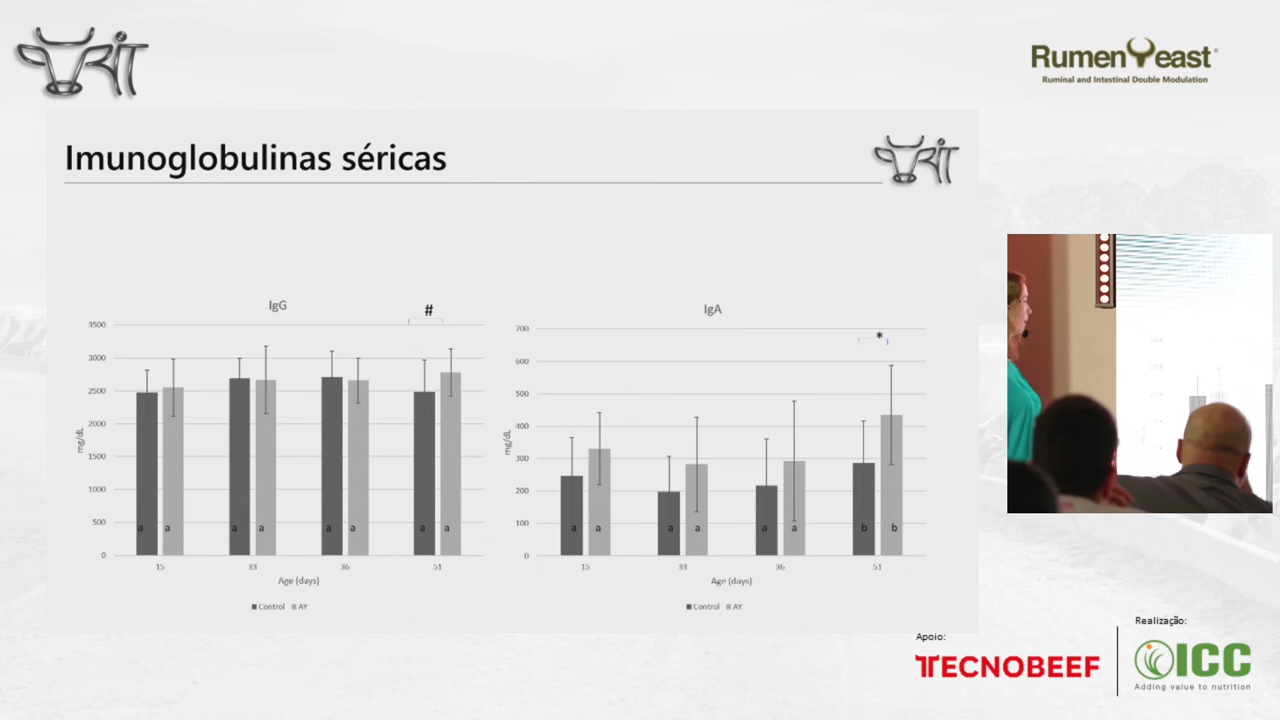 RumenYeast
Ruminal and Intestinal Double Modulation
Imunoglobulinas séricas
IgG
#
3500
3000
2500
2000
1500
1000
500
0
mg/dL
a a a a a a a a
15 33 36 51
Age (days)
Control AY
IgA
*
700
600
500
400
300
200
100
0
mg/dL
a a a a a a b b
15 33 36 51
Age (days)
Control AY
Apoio:
TECNOBEEF
Realização:
ICC
Adding value to nutrition